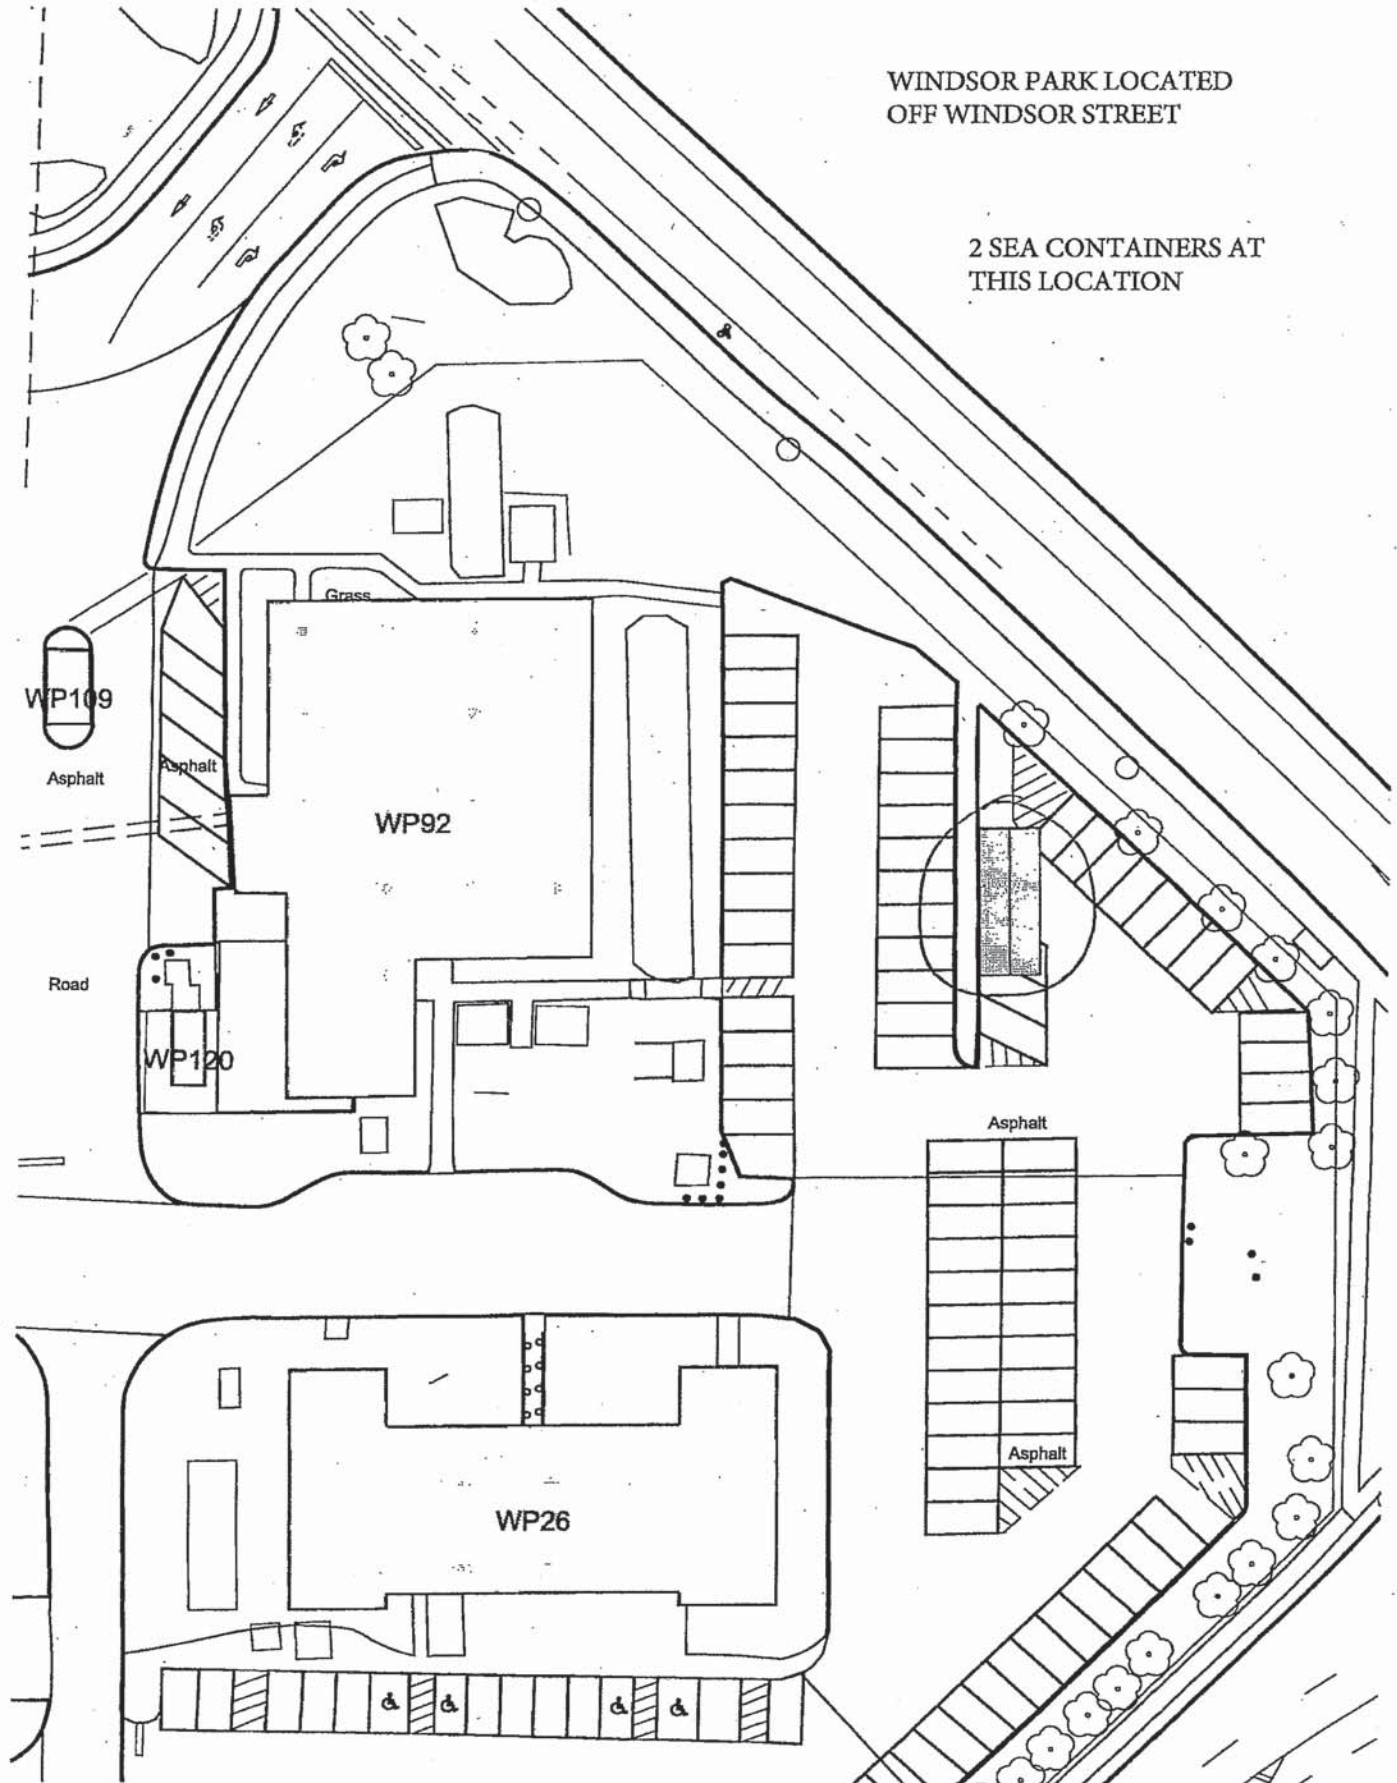 WINDSOR PARK LOCATED
OFF WINDSOR STREET
2 SEA CONTAINERS AT
THIS LOCATION
Grass
WP109
Asphalt
Asphalt
WP92
Road
WP120
Asphalt
Asphalt
WP26